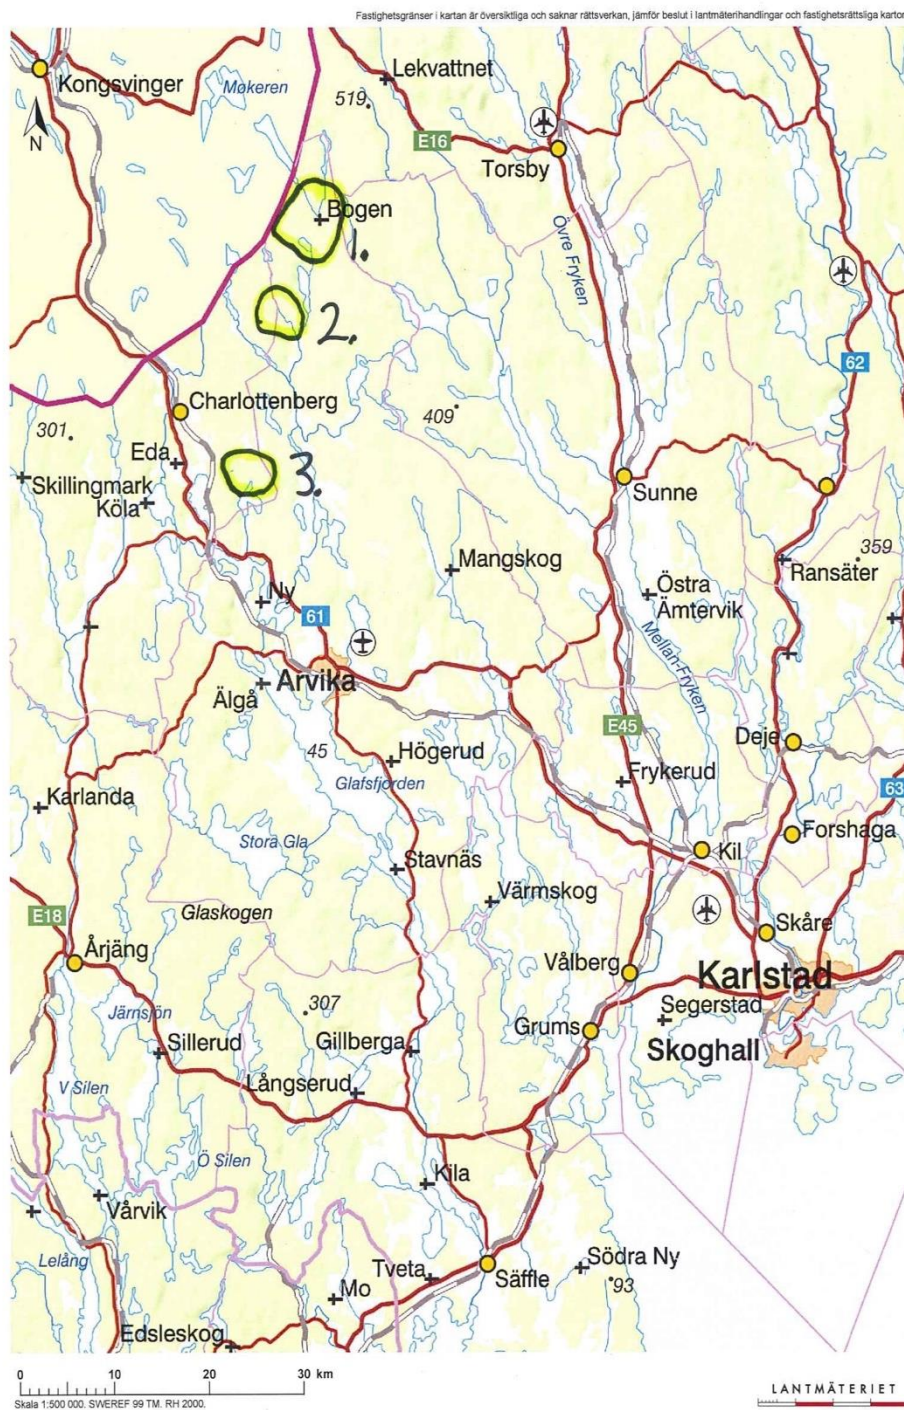 Fastighetsgränser i kartan är översiktliga och saknar rättsverkan, jämför beslut i lantmäterihandlingar och fastighetsrättsliga kartor
Kongsvinger
Møkeren
Lekvattnet
519
N
E16
Torsby
Bogen
1.
Övre Fryken
2.
62
Charlottenberg
409
301
Eda
3.
Skillingmark
Köla
Sunne
Mangskog
359
Ransäter
Östra
Ämtervik
Ny
61
Mellan-Fryken
Arvika
Älgå
E45
Deje
45
Högerud
Glafsfjorden
Frykerud
63
Karlanda
Forshaga
Stora Gla
Kil
Stavnäs
Värmskog
E18
Glaskogen
Skåre
Årjäng
Vålberg
Karlstad
307
Segerstad
Järnsjön
Grums
Sillerud
Gillberga
Skoghall
Långserud
V Silen
Ö Silen
Kila
Vårvik
Lelång
Södra Ny
Tveta
Säffle
93
Mo
Edsleskog
0 10 20 30 km
Skala 1:500 000. SWEREF 99 TM. RH 2000.
LANTMÄTERIET